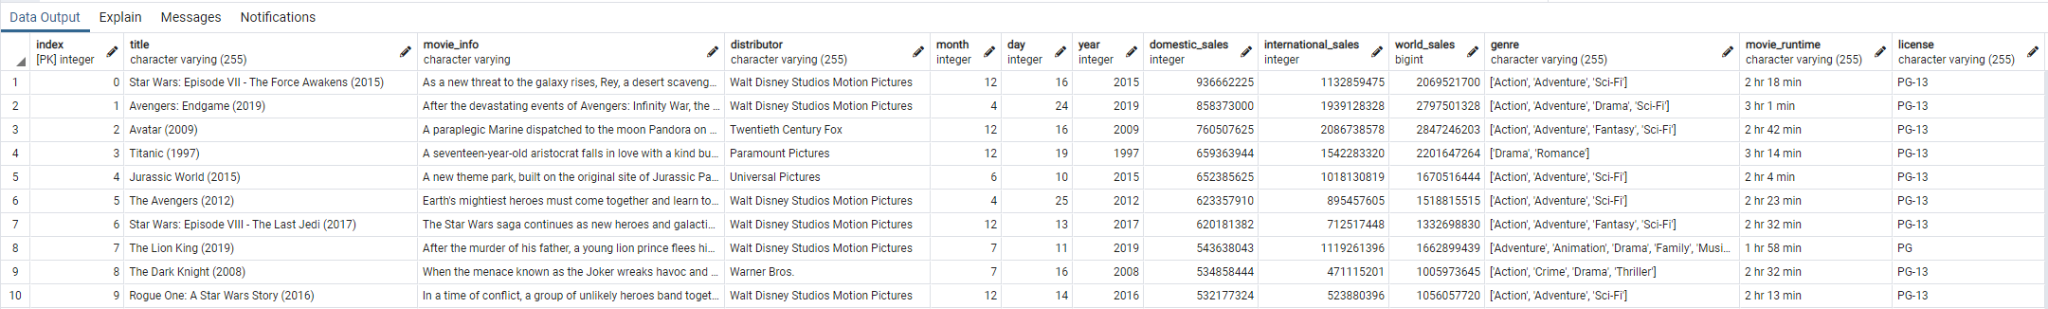 Data Output Explain Messages Notifications
index title movie_info distributor month day year domestic_sales international_sales world_sales genre movie_runtime license
[PK] integer character varying (255) character varying character varying (255) integer integer integer integer integer bigint character varying (255) character varying (255) character varying (255)
1 0 Star Wars: Episode VII - The Force Awakens (2015) As a new threat to the galaxy rises, Rey, a desert scaveng... Walt Disney Studios Motion Pictures 12 16 2015 936662225 1132859475 2069521700 ['Action', 'Adventure', 'Sci-Fi'] 2 hr 18 min PG-13
2 1 Avengers: Endgame (2019) After the devastating events of Avengers: Infinity War, the ... Walt Disney Studios Motion Pictures 4 24 2019 858373000 1939128328 2797501328 ['Action', 'Adventure', 'Drama', 'Sci-Fi'] 3 hr 1 min PG-13
3 2 Avatar (2009) A paraplegic Marine dispatched to the moon Pandora on ... Twentieth Century Fox 12 16 2009 760507625 2086738578 2847246203 ['Action', 'Adventure', 'Fantasy', 'Sci-Fi'] 2 hr 42 min PG-13
4 3 Titanic (1997) A seventeen-year-old aristocrat falls in love with a kind bu... Paramount Pictures 12 19 1997 659363944 1542283320 2201647264 ['Drama', 'Romance'] 3 hr 14 min PG-13
5 4 Jurassic World (2015) A new theme park, built on the original site of Jurassic Pa... Universal Pictures 6 10 2015 652385625 1018130819 1670516444 ['Action', 'Adventure', 'Sci-Fi'] 2 hr 4 min PG-13
6 5 The Avengers (2012) Earth's mightiest heroes must come together and learn to... Walt Disney Studios Motion Pictures 4 25 2012 623357910 895457605 1518815515 ['Action', 'Adventure', 'Sci-Fi'] 2 hr 23 min PG-13
7 6 Star Wars: Episode VIII - The Last Jedi (2017) The Star Wars saga continues as new heroes and galacti... Walt Disney Studios Motion Pictures 12 13 2017 620181382 712517448 1332698830 ['Action', 'Adventure', 'Fantasy', 'Sci-Fi'] 2 hr 32 min PG-13
8 7 The Lion King (2019) After the murder of his father, a young lion prince flees hi... Walt Disney Studios Motion Pictures 7 11 2019 543638043 1119261396 1662899439 ['Adventure', 'Animation', 'Drama', 'Family', 'Musi... 1 hr 58 min PG
9 8 The Dark Knight (2008) When the menace known as the Joker wreaks havoc and ... Warner Bros. 7 16 2008 534858444 471115201 1005973645 ['Action', 'Crime', 'Drama', 'Thriller'] 2 hr 32 min PG-13
10 9 Rogue One: A Star Wars Story (2016) In a time of conflict, a group of unlikely heroes band toget... Walt Disney Studios Motion Pictures 12 14 2016 532177324 523880396 1056057720 ['Action', 'Adventure', 'Sci-Fi'] 2 hr 13 min PG-13